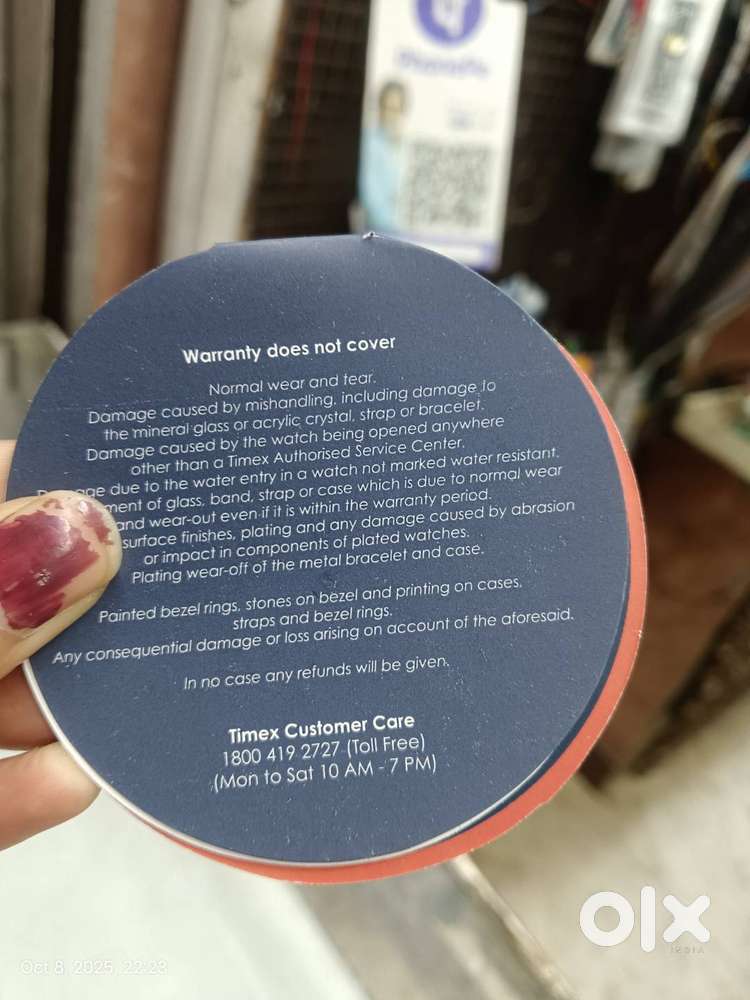 PhonePe
Warranty does not cover
Normal wear and tear.
Damage caused by mishandling, including damage to
the mineral glass or acrylic crystal, strap or bracelet.
Damage caused by the watch being opened anywhere
other than a Timex Authorised Service Center.
due to the water entry in a watch not marked water resistant.
of glass, band, strap or case which is due to normal wear
and wear-out even if it is within the warranty period.
surface finishes, plating and any damage caused by abrasion
or impact in components of plated watches.
Plating wear-off of the metal bracelet and case.
Painted bezel rings, stones on bezel and printing on cases,
straps and bezel rings.
Any consequential damage or loss arising on account of the aforesaid.
In no case any refunds will be given.
Timex Customer Care
1800 419 2727 (Toll Free)
(Mon to Sat 10 AM - 7 PM)
olx
INDIA
Oct 8, 2025, 22:23